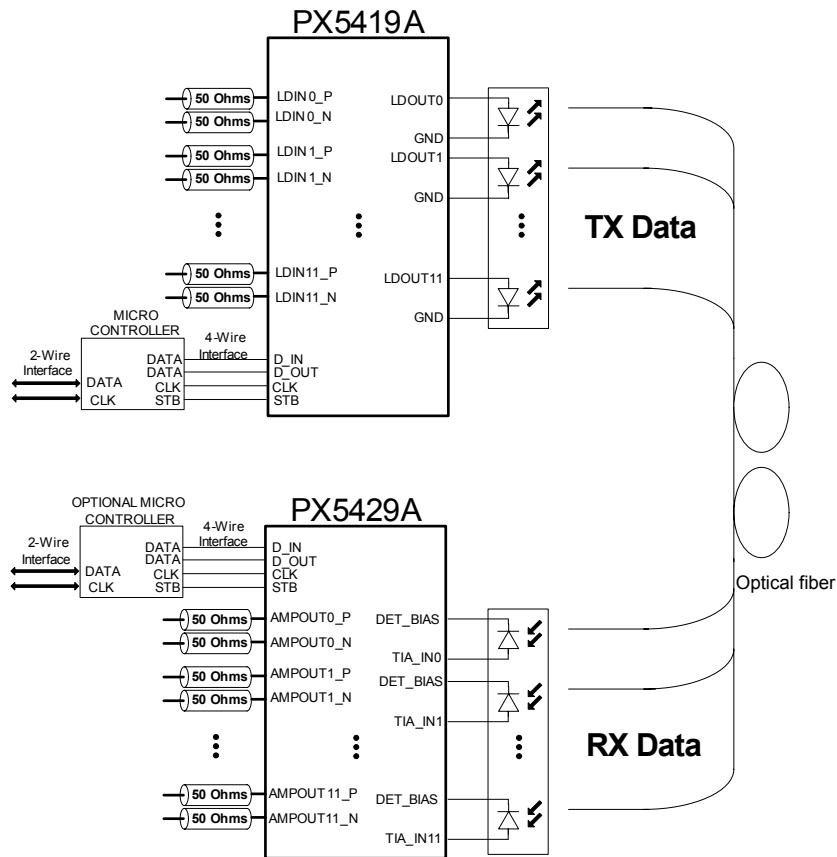 PX5419A
50 Ohms
LDIN0_P
50 Ohms
LDIN0_N
50 Ohms
LDIN1_P
50 Ohms
LDIN1_N
50 Ohms
LDIN11_P
50 Ohms
LDIN11_N
LDOUT0
GND
LDOUT1
GND
LDOUT11
GND
TX Data
MICRO
CONTROLLER
4-Wire
Interface
2-Wire
Interface
DATA
CLK
DATA
DATA
CLK
STB
D_IN
D_OUT
CLK
STB
PX5429A
OPTIONAL MICRO
CONTROLLER
4-Wire
Interface
2-Wire
Interface
DATA
CLK
DATA
DATA
CLK
STB
D_IN
D_OUT
CLK
STB
50 Ohms
AMPOUT0_P
50 Ohms
AMPOUT0_N
50 Ohms
AMPOUT1_P
50 Ohms
AMPOUT1_N
50 Ohms
AMPOUT11_P
50 Ohms
AMPOUT11_N
DET_BIAS
TIA_IN0
DET_BIAS
TIA_IN1
DET_BIAS
TIA_IN11
RX Data
Optical fiber